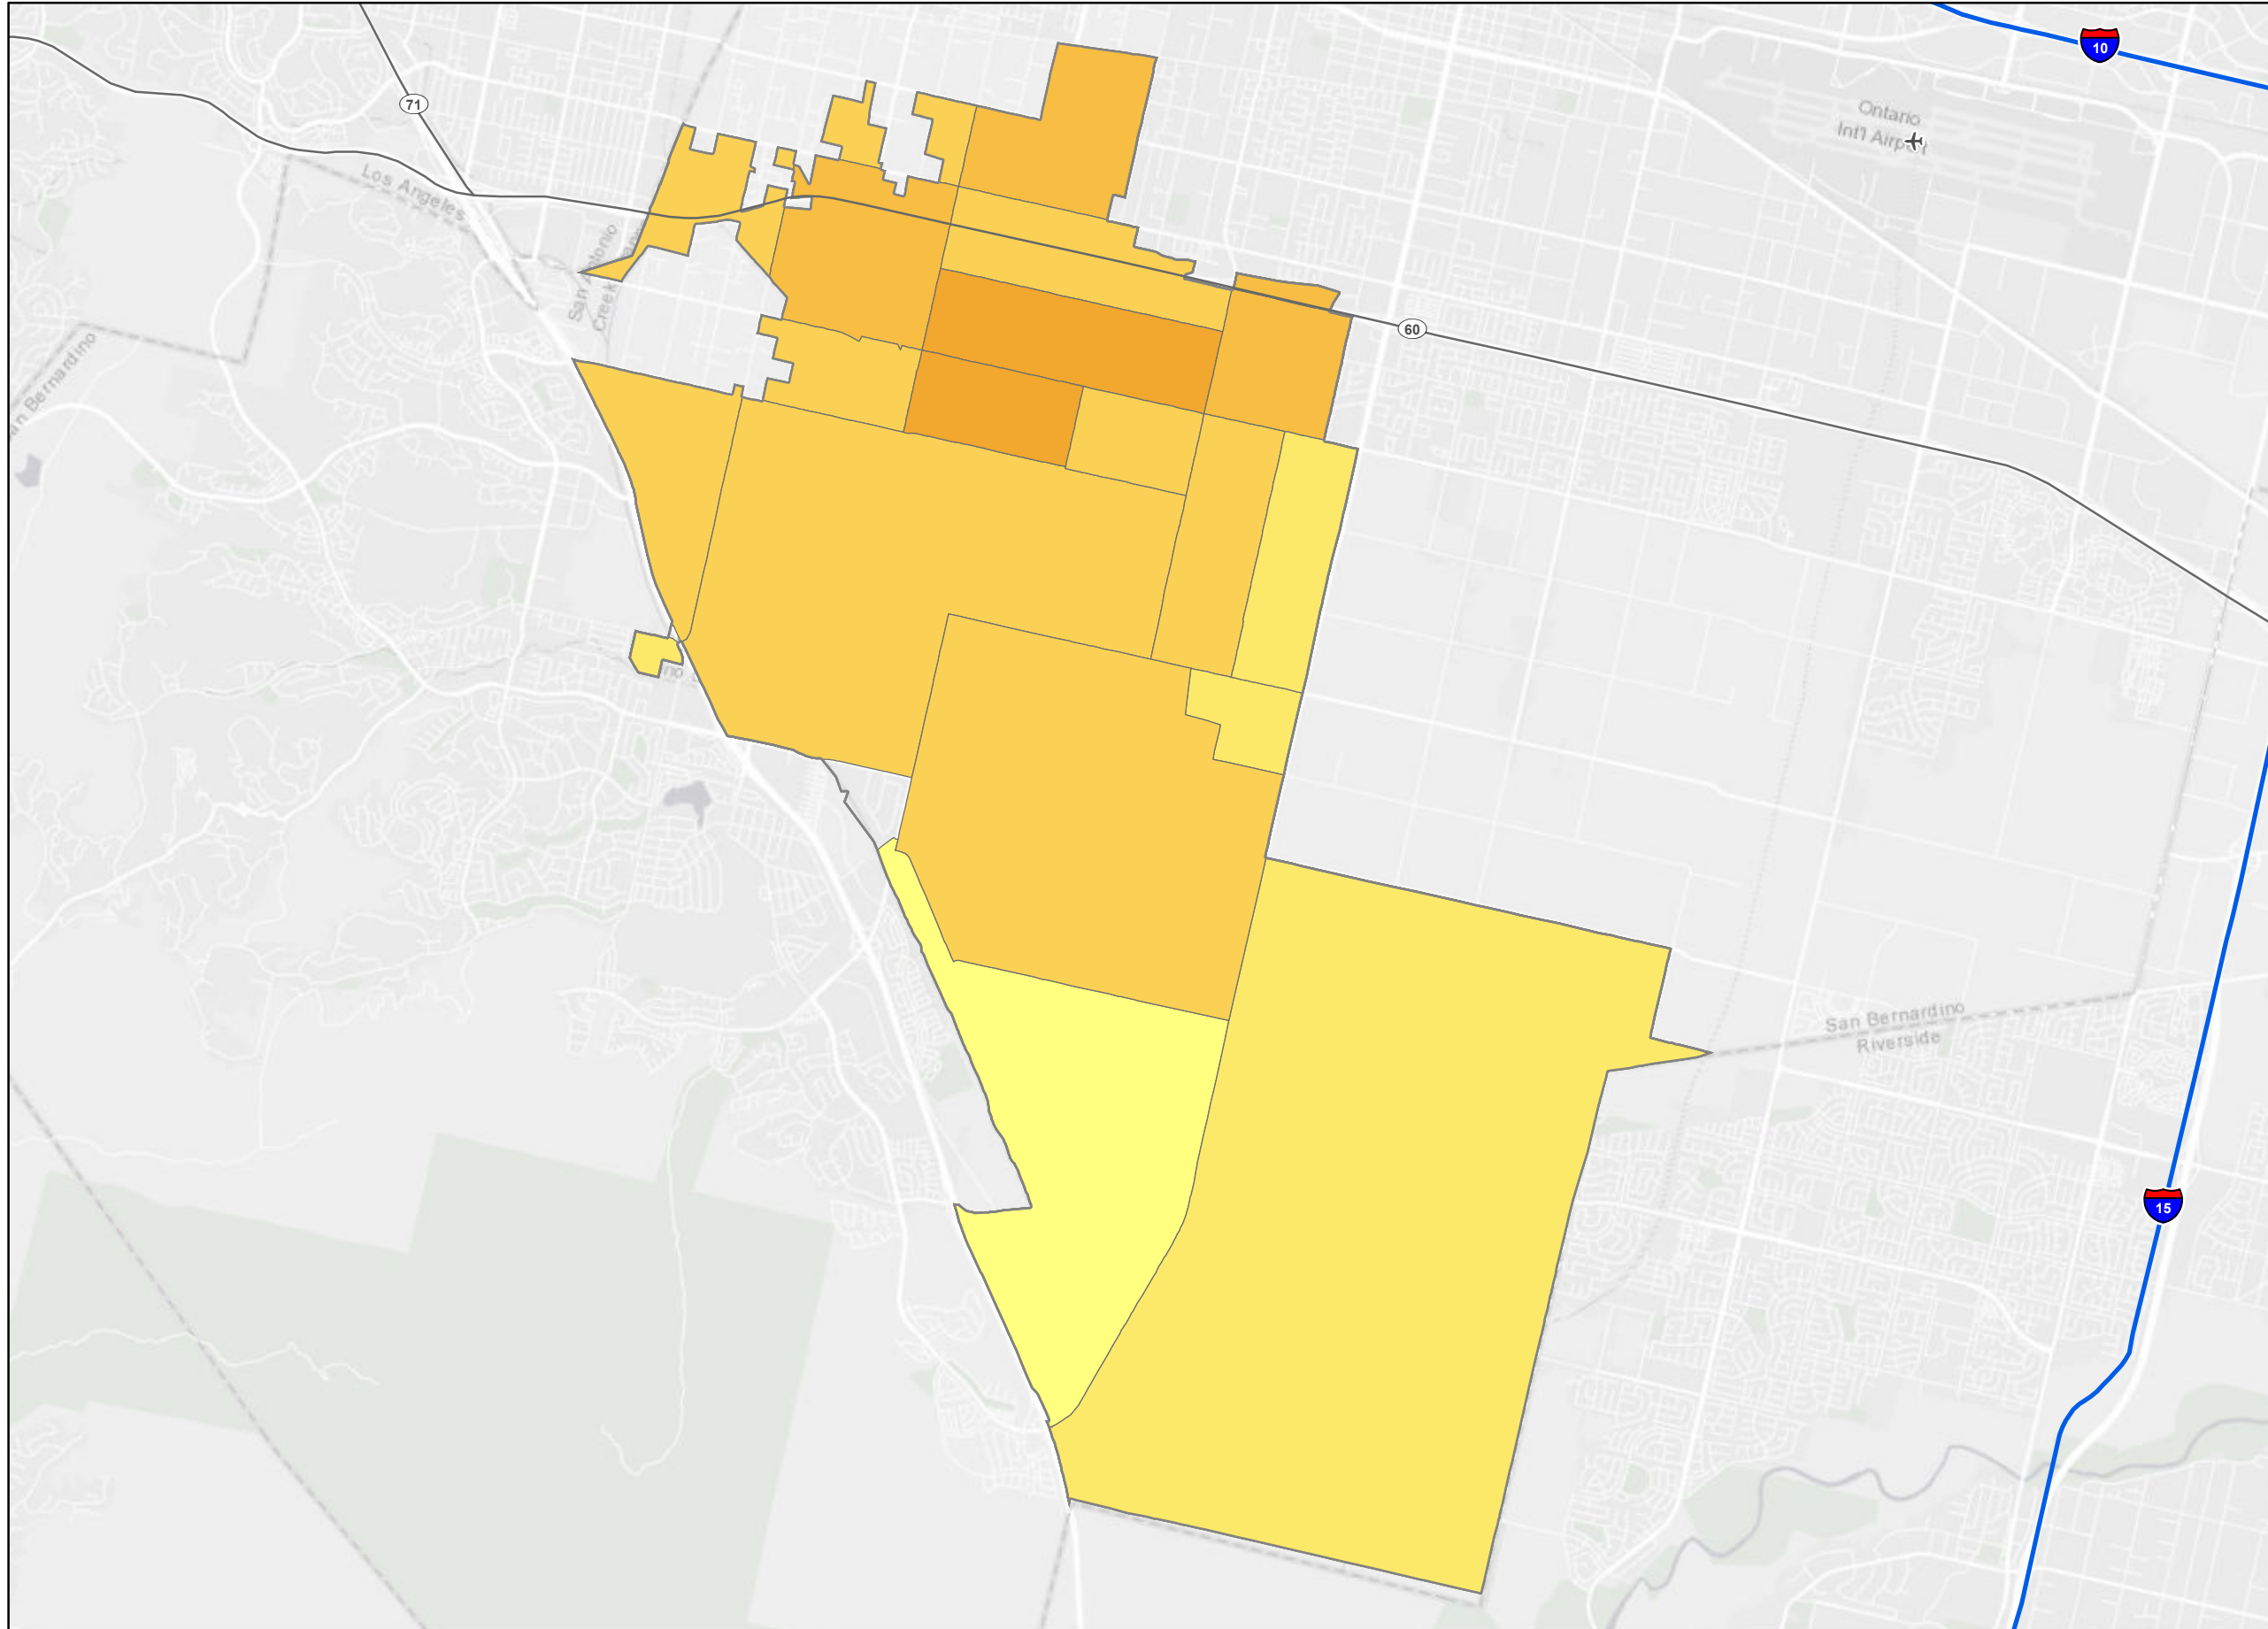 10
71
Ontario
Int'l Airport
Los Angeles
San Antonio
Creek
60
San Bernardino
San Bernardino
Riverside
15